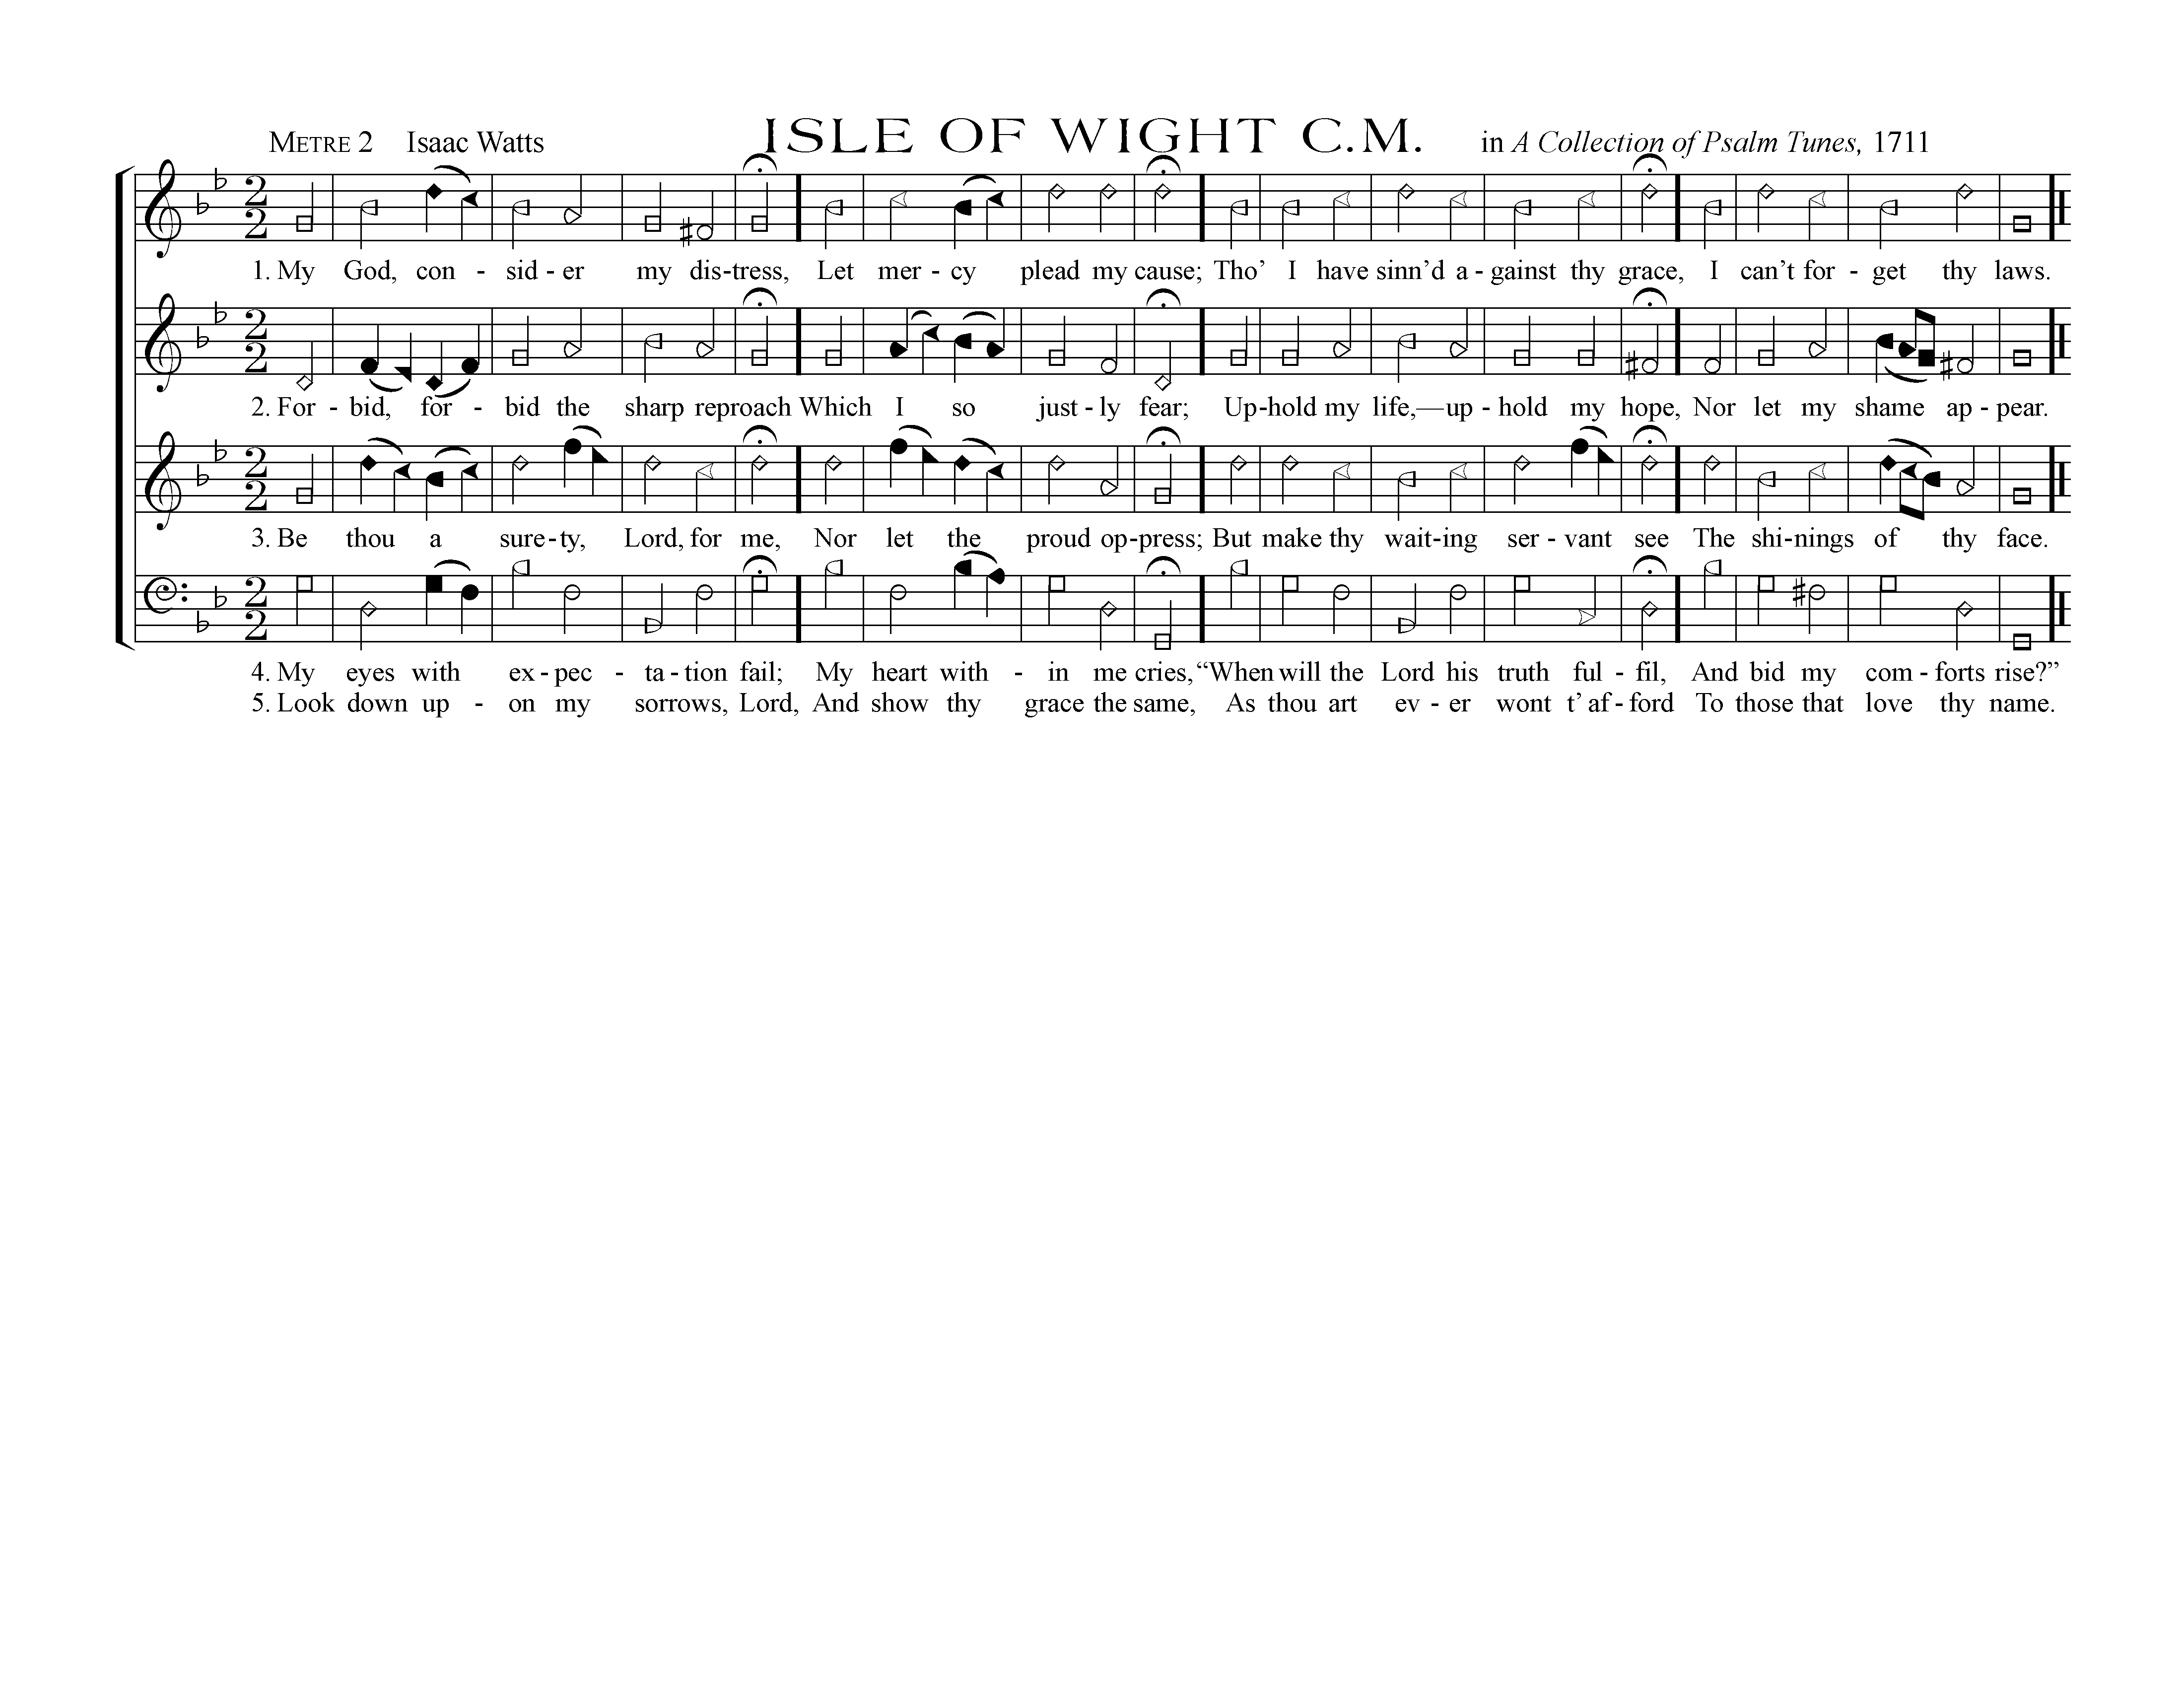 METRE 2 Isaac Watts ISLE OF WIGHT C.M. in A Collection of Psalm Tunes, 1711
1. My God, con - sid - er my dis-tress, Let mer - cy plead my cause; Tho’ I have sinn’d a - gainst thy grace, I can’t for - get thy laws.
2. For - bid, for - bid the sharp reproach Which I so just - ly fear; Up-hold my life,—up - hold my hope, Nor let my shame ap - pear.
3. Be thou a sure-ty, Lord, for me, Nor let the proud op-press; But make thy wait-ing ser - vant see The shi-nings of thy face.
4. My eyes with ex - pec - ta - tion fail; My heart with - in me cries, “When will the Lord his truth ful - fil, And bid my com - forts rise?”
5. Look down up - on my sorrows, Lord, And show thy grace the same, As thou art ev - er wont t’ af - ford To those that love thy name.